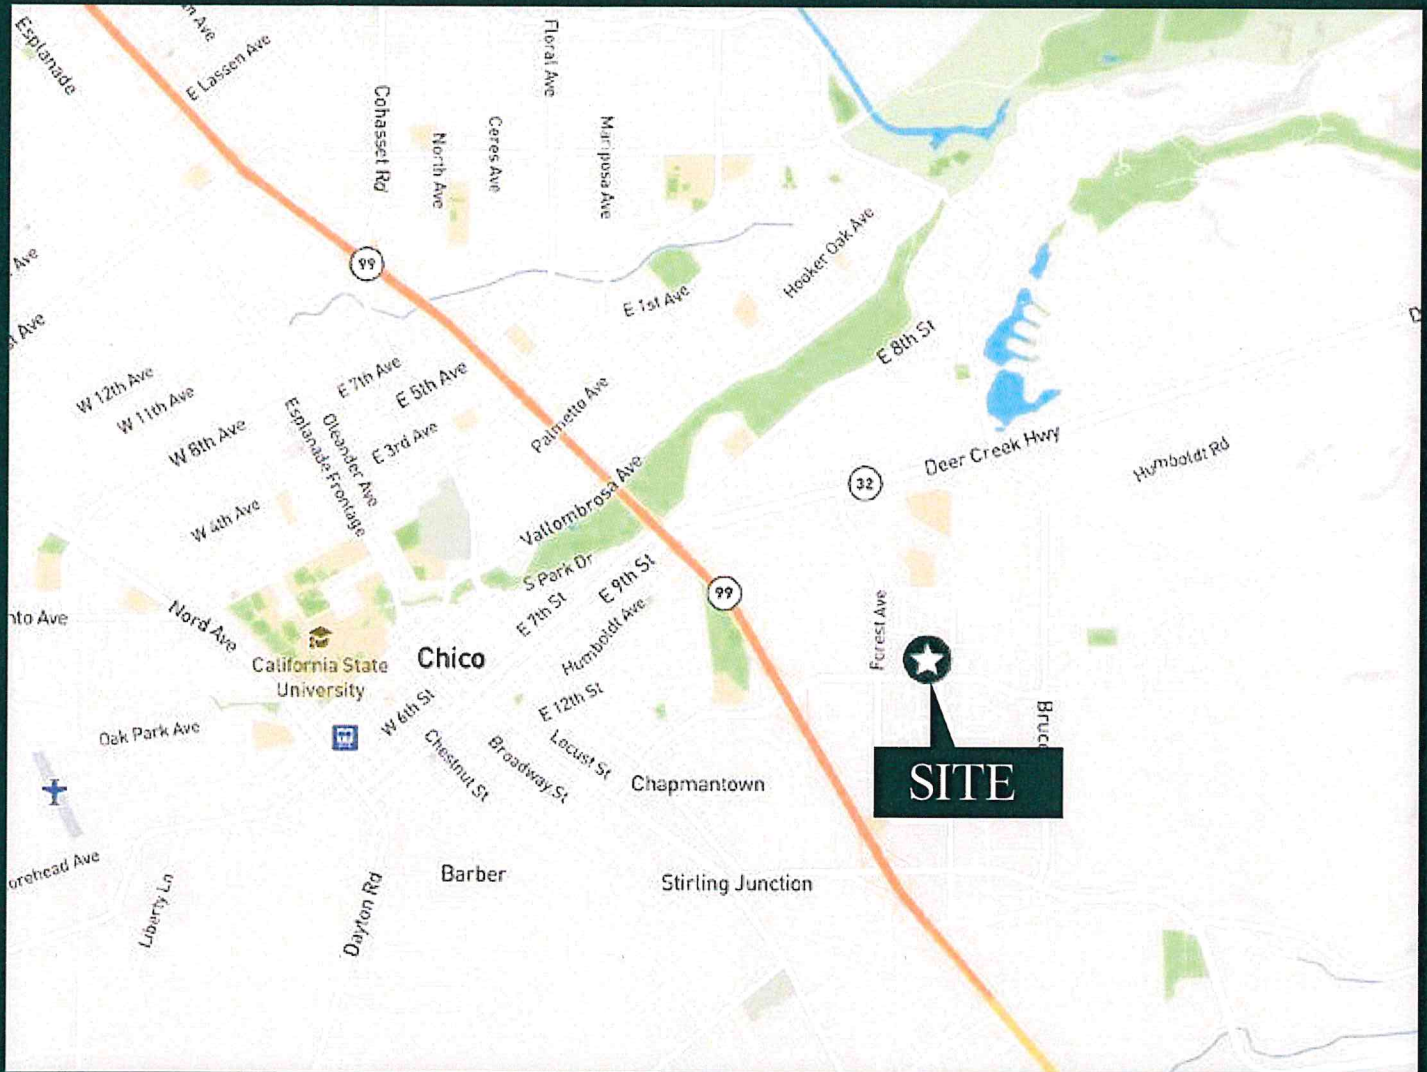 Esplanade
E Lassen Ave
Cohasset Rd
North Ave
Floral Ave
Ceres Ave
Mariposa Ave
99
Hooker Oak Ave
E 1st Ave
E 8th St
W 12th Ave
W 11th Ave
W 8th Ave
W 4th Ave
E 7th Ave
E 5th Ave
E 3rd Ave
Oleander Ave
Esplanade Frontage
Palmetto Ave
Vallombrosa Ave
32
Deer Creek Hwy
Humboldt Rd
S Park Dr
E 9th St
E 7th St
Humboldt Ave
99
Forest Ave
nto Ave
Nord Ave
California State
University
Chico
W 6th St
E 12th St
Oak Park Ave
Chestnut St
Broadway St
Locust St
Chapmantown
Bruc
SITE
orehead Ave
Liberty Ln
Dayton Rd
Barber
Stirling Junction